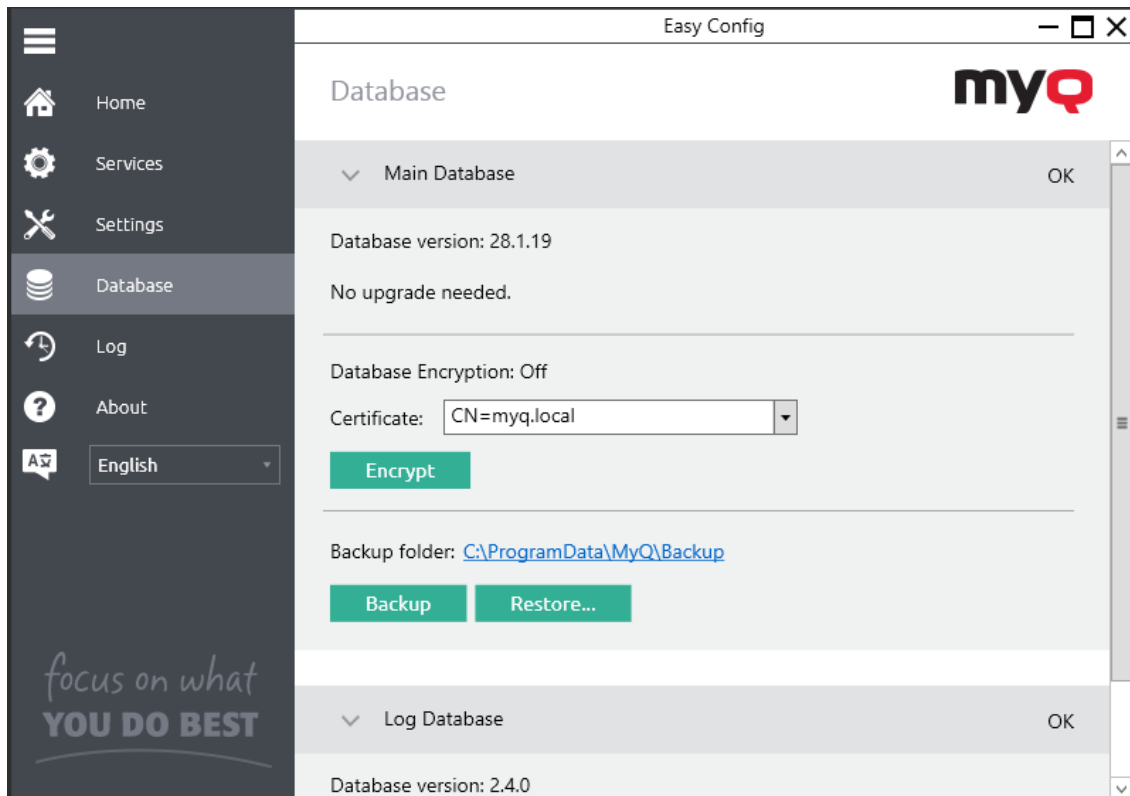 Easy Config
Home
Services
Settings
Database
Log
About
A
English
focus on what
YOU DO BEST
Database
myQ
Main Database
OK
Database version: 28.1.19
No upgrade needed.
Database Encryption: Off
Certificate: CN=myq.local
Encrypt
Backup folder: C:\ProgramData\MyQ\Backup
Backup Restore...
Log Database
OK
Database version: 2.4.0